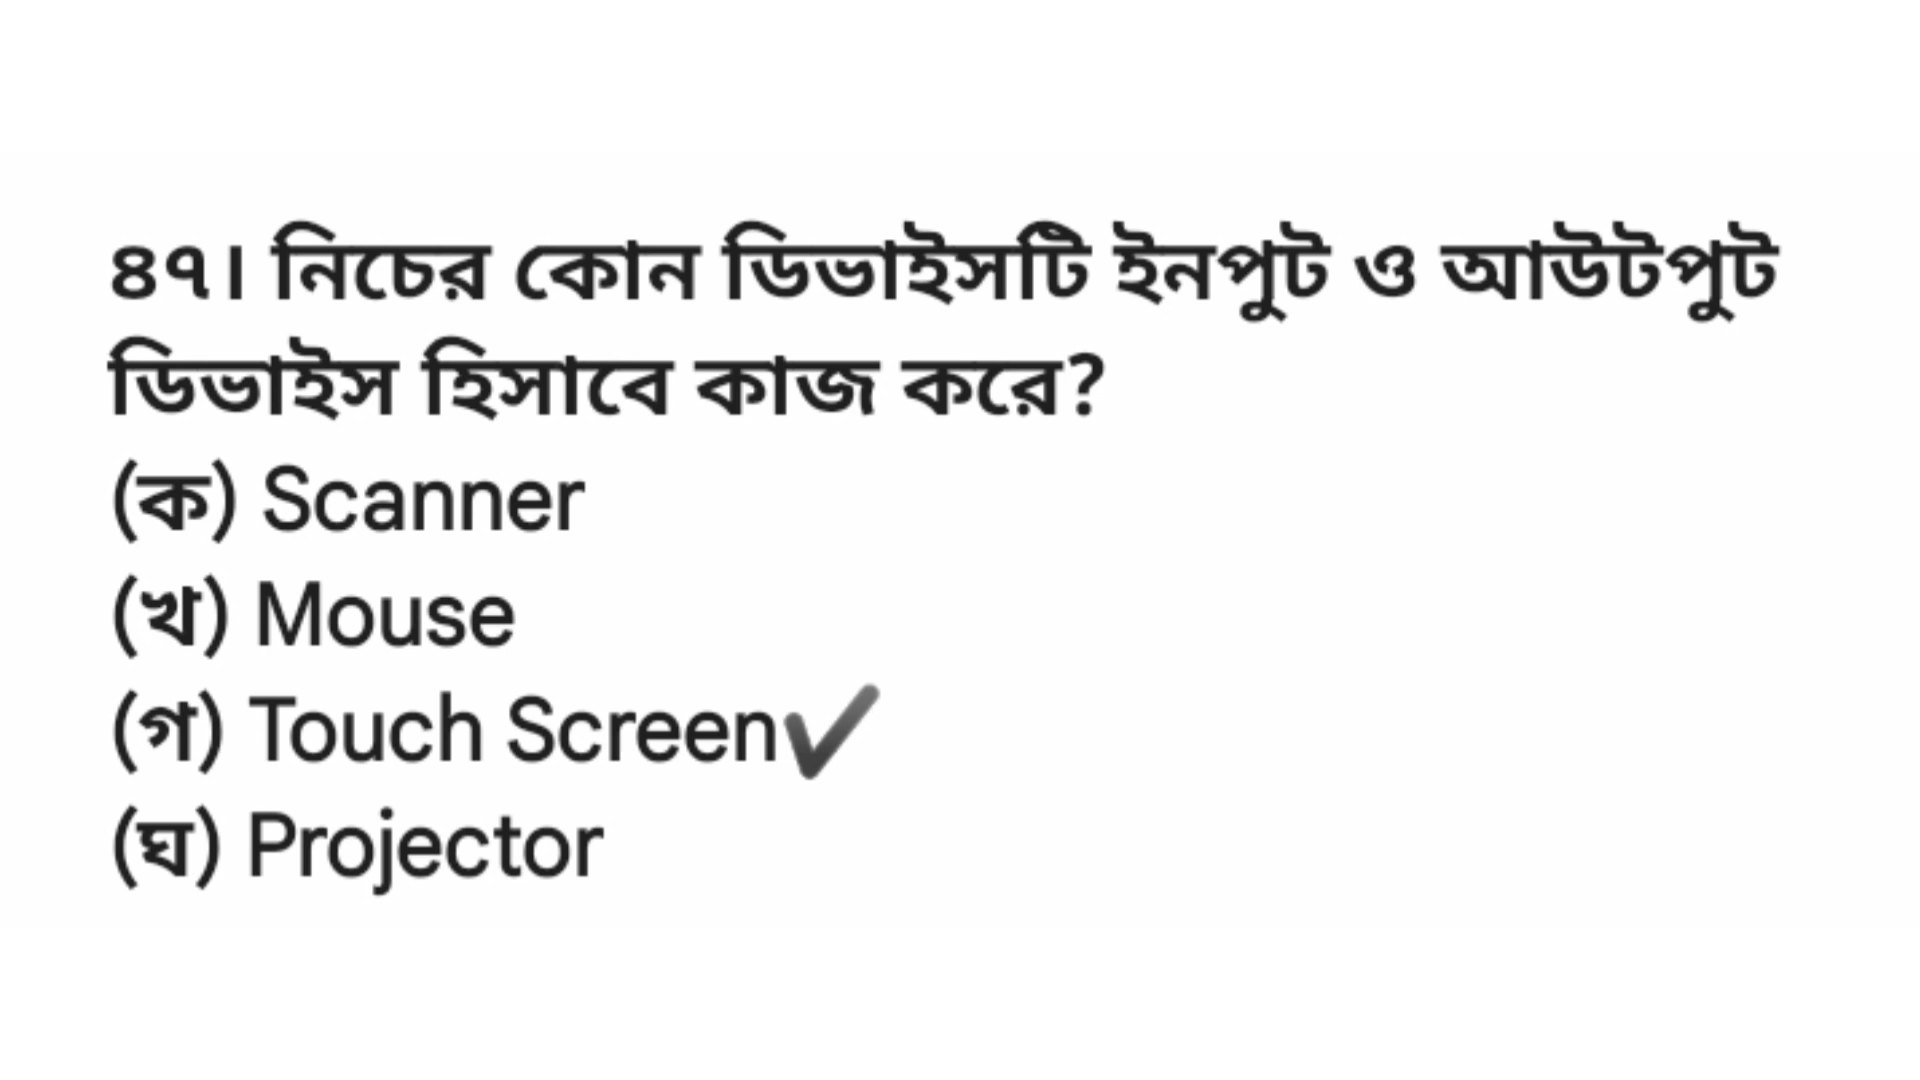 ৪৭। নিচের কোন ডিভাইসটি ইনপুট ও আউটপুট
ডিভাইস হিসাবে কাজ করে?
(ক) Scanner
(খ) Mouse
(গ) Touch Screen✔
(ঘ) Projector